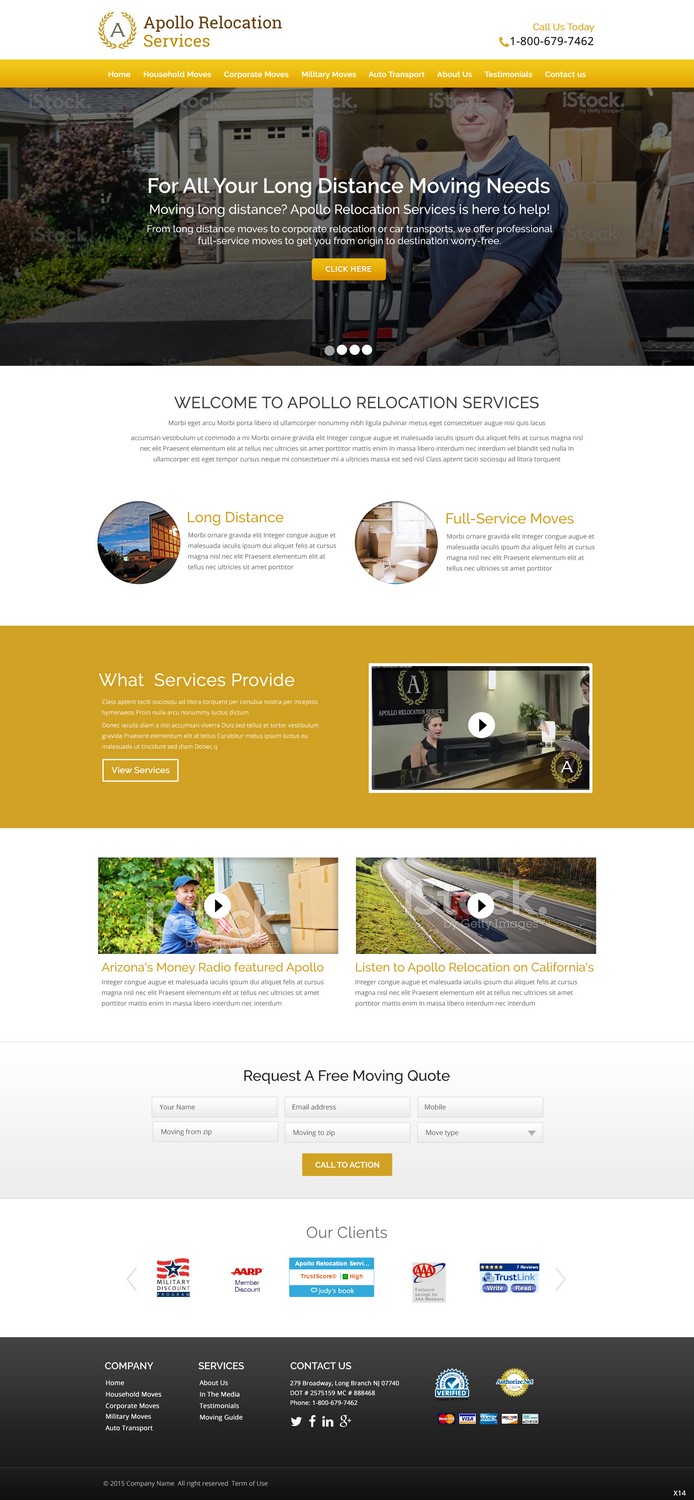 Apollo Relocation
Services
A
Call Us Today
1-800-679-7462
Home Household Moves Corporate Moves Military Moves Auto Transport About Us Testimonials Contact us
iStock.
by Getty Images
For All Your Long Distance Moving Needs
Moving long distance? Apollo Relocation Services is here to help!
From long distance moves to corporate relocation or car transports, we offer professional
full-service moves to get you from origin to destination worry-free.
CLICK HERE
WELCOME TO APOLLO RELOCATION SERVICES
Morbi eget arcu Morbi porta libero id ullamcorper nonummy nibh ligula pulvinar metus eget consectetuer augue nisi quis lacus
accumsan vestibulum ut commodo a mi Morbi ornare gravida elit Integer congue augue et malesuada iaculis ipsum dui aliquet felis at cursus magna nisl
nec elit Praesent elementum elit at tellus nec ultricies sit amet porttitor mattis enim In massa libero interdum nec interdum vel blandit sed nulla In
ullamcorper est eget tempor cursus neque mi consectetuer mi a ultricies massa est sed nisl Class aptent taciti sociosqu ad litora torquent
Long Distance
Morbi ornare gravida elit Integer congue augue et
malesuada iaculis ipsum dui aliquet felis at cursus
magna nisl nec elit Praesent elementum elit at
tellus nec ultricies sit amet porttitor
Full-Service Moves
Morbi ornare gravida elit Integer congue augue et
malesuada iaculis ipsum dui aliquet felis at cursus
magna nisl nec elit Praesent elementum elit at
tellus nec ultricies sit amet porttitor
What Services Provide
Class aptent taciti sociosqu ad litora torquent per conubia nostra per inceptos
hymenaeos Proin nulla arcu nonummy luctus dictum
Donec iaculis diam a nisi accumsan viverra Duis sed tellus et tortor vestibulum
gravida Praesent elementum elit at tellus Curabitur metus ipsum luctus eu
malesuada ut tincidunt sed diam Donec q
View Services
A
APOLLO RELOCATION SERVICES
A
iStock.
by Getty Images
iStock.
by Getty Images
Arizona's Money Radio featured Apollo
Integer congue augue et malesuada iaculis ipsum dui aliquet felis at cursus
magna nisl nec elit Praesent elementum elit at tellus nec ultricies sit amet
porttitor mattis enim In massa libero interdum nec interdum
Listen to Apollo Relocation on California's
Integer congue augue et malesuada iaculis ipsum dui aliquet felis at cursus
magna nisl nec elit Praesent elementum elit at tellus nec ultricies sit amet
porttitor mattis enim In massa libero interdum nec interdum
Request A Free Moving Quote
Your Name Email address Mobile
Moving from zip Moving to zip Move type
CALL TO ACTION
Our Clients
MILITARY
DISCOUNT
PROGRAM
AARP
Member
Discount
Apollo Relocation Servi...
TrustScore® High
judy's book
AAA
Exclusive
savings for
AAA Members
7 Reviews
TrustLink
Write Read
COMPANY
Home
Household Moves
Corporate Moves
Military Moves
Auto Transport
SERVICES
About Us
In The Media
Testimonials
Moving Guide
CONTACT US
279 Broadway, Long Branch NJ 07740
DOT # 2575159 MC # 888468
Phone: 1-800-679-7462
VERIFIED
Authorize.Net
MasterCard VISA
© 2015 Company Name All right reserved Term of Use
X14